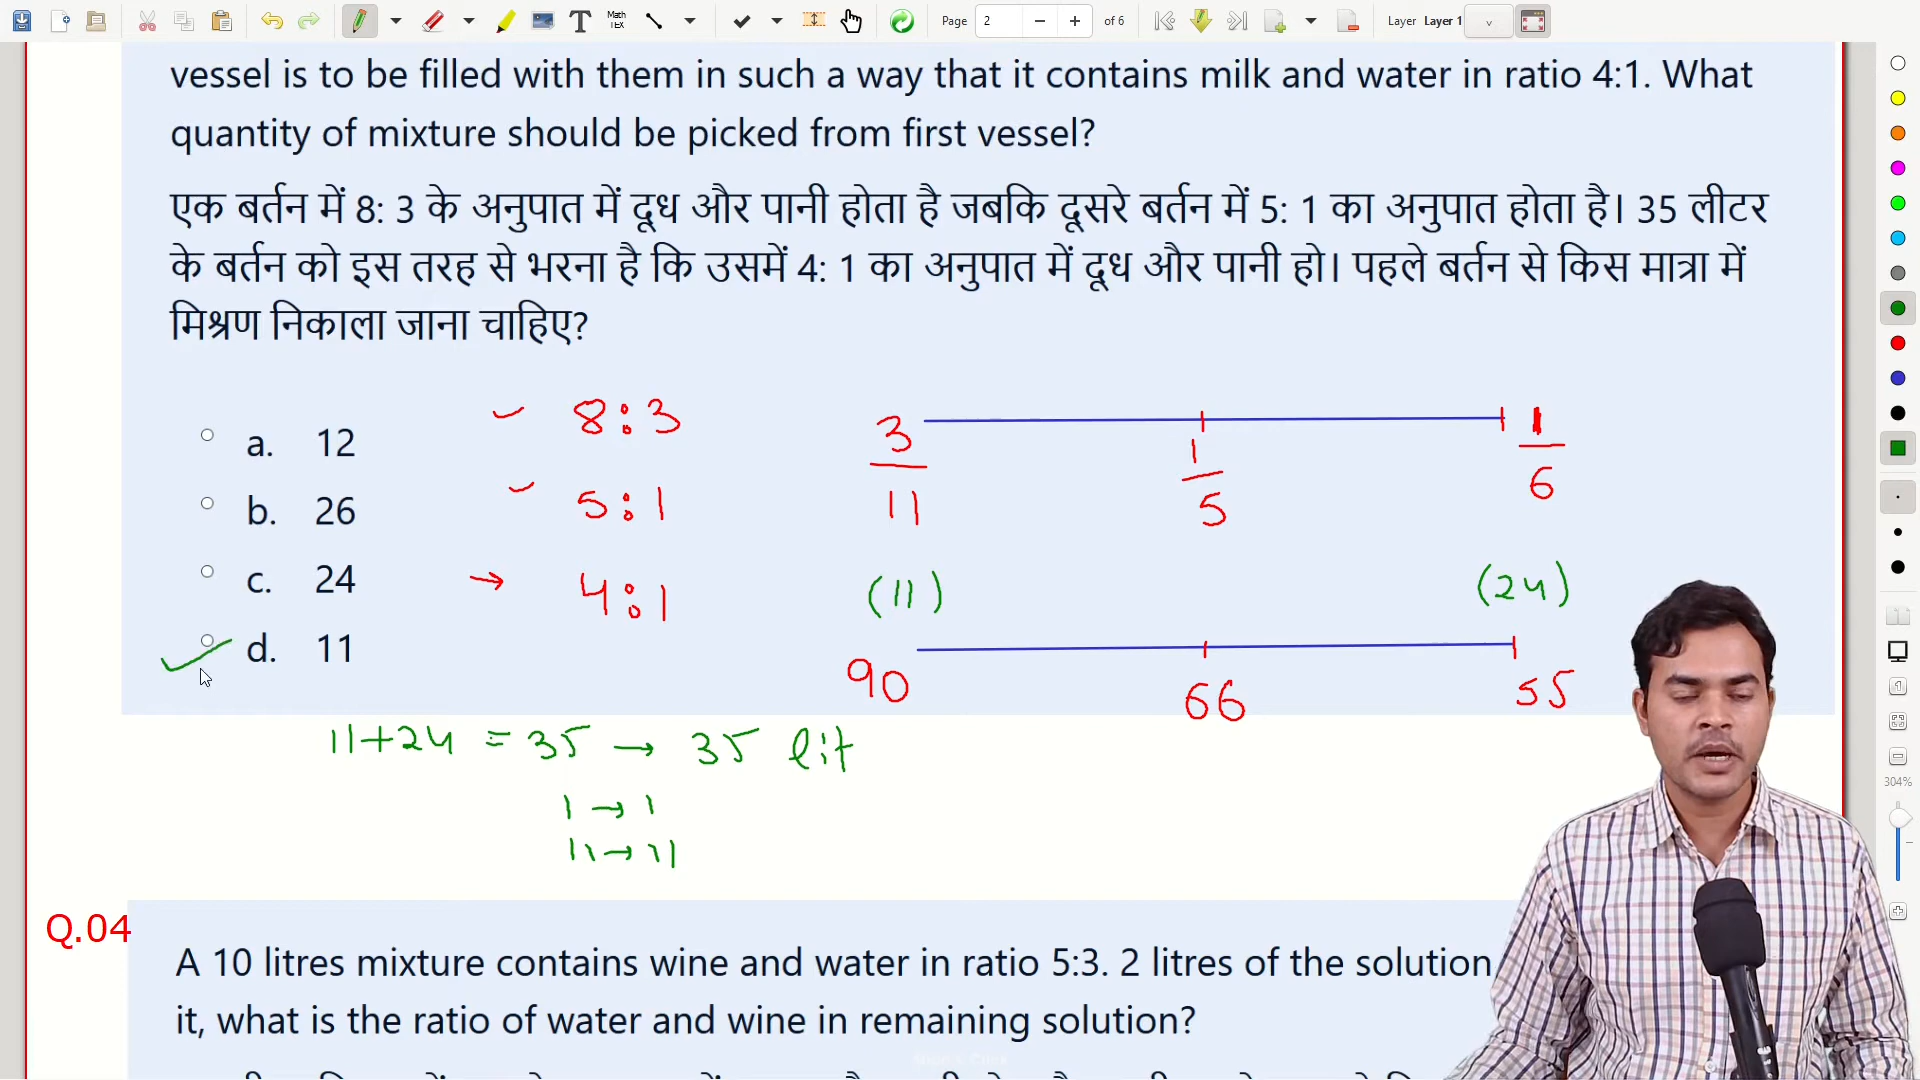 Math TEX Page 2 of 6 Layer Layer 1
vessel is to be filled with them in such a way that it contains milk and water in ratio 4:1. What
quantity of mixture should be picked from first vessel?
एक बर्तन में 8: 3 के अनुपात में दूध और पानी होता है जबकि दूसरे बर्तन में 5: 1 का अनुपात होता है। 35 लीटर
के बर्तन को इस तरह से भरना है कि उसमें 4: 1 का अनुपात में दूध और पानी हो। पहले बर्तन से किस मात्रा में
मिश्रण निकाला जाना चाहिए?
a. 12
b. 26
c. 24
d. 11
8:3
5:1
→ 4:1
3/11 1/5 1/6
(11) (24)
90 66 55
11+24 = 35 → 35 lit
1 → 1
11 → 11
304%
Q.04
A 10 litres mixture contains wine and water in ratio 5:3. 2 litres of the solution
it, what is the ratio of water and wine in remaining solution?